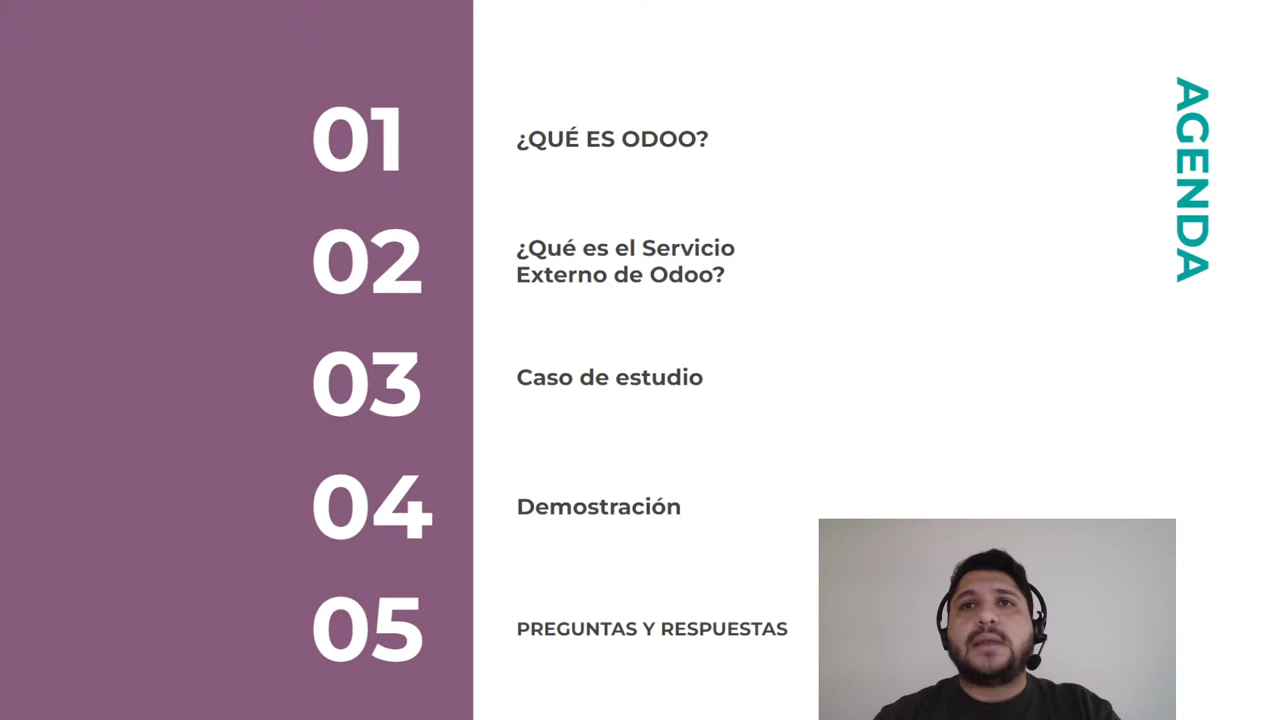 AGENDA
01
¿QUÉ ES ODOO?
02
¿Qué es el Servicio
Externo de Odoo?
03
Caso de estudio
04
Demostración
05
PREGUNTAS Y RESPUESTAS